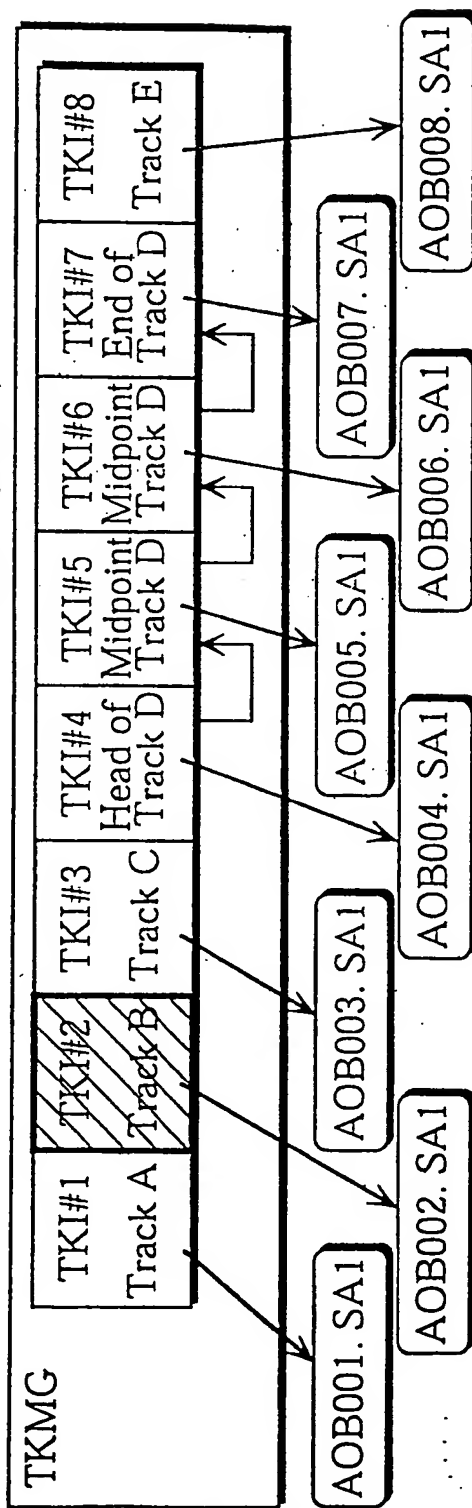 TKMG
TKI#1
Track A
TKI#2
Track B
TKI#3
Track C
TKI#4
Head of
Track D
TKI#5
Midpoint
Track D
TKI#6
Midpoint
Track D
TKI#7
End of
Track D
TKI#8
Track E
AOB001. SA1
AOB002. SA1
AOB003. SA1
AOB004. SA1
AOB005. SA1
AOB006. SA1
AOB007. SA1
AOB008. SA1